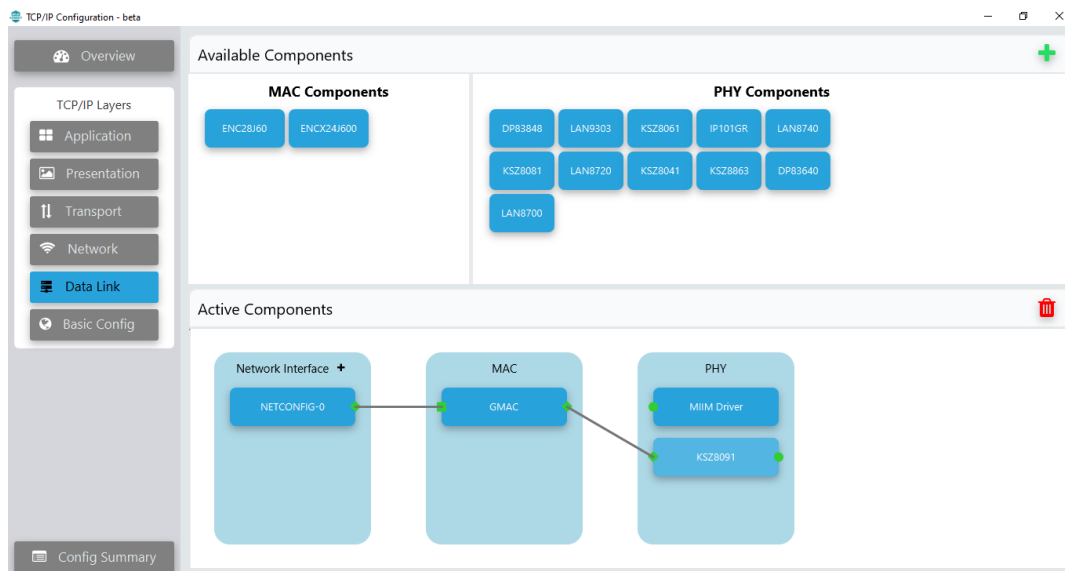 TCP/IP Configuration - beta
Overview
TCP/IP Layers
Application
Presentation
Transport
Network
Data Link
Basic Config
Config Summary
Available Components
MAC Components
ENC28J60 ENCX24J600
PHY Components
DP83848 LAN9303 KSZ8061 IP101GR LAN8740
KSZ8081 LAN8720 KSZ8041 KSZ8863 DP83640
LAN8700
Active Components
Network Interface +
NETCONFIG-0
MAC
GMAC
PHY
MIIM Driver
KSZ8091